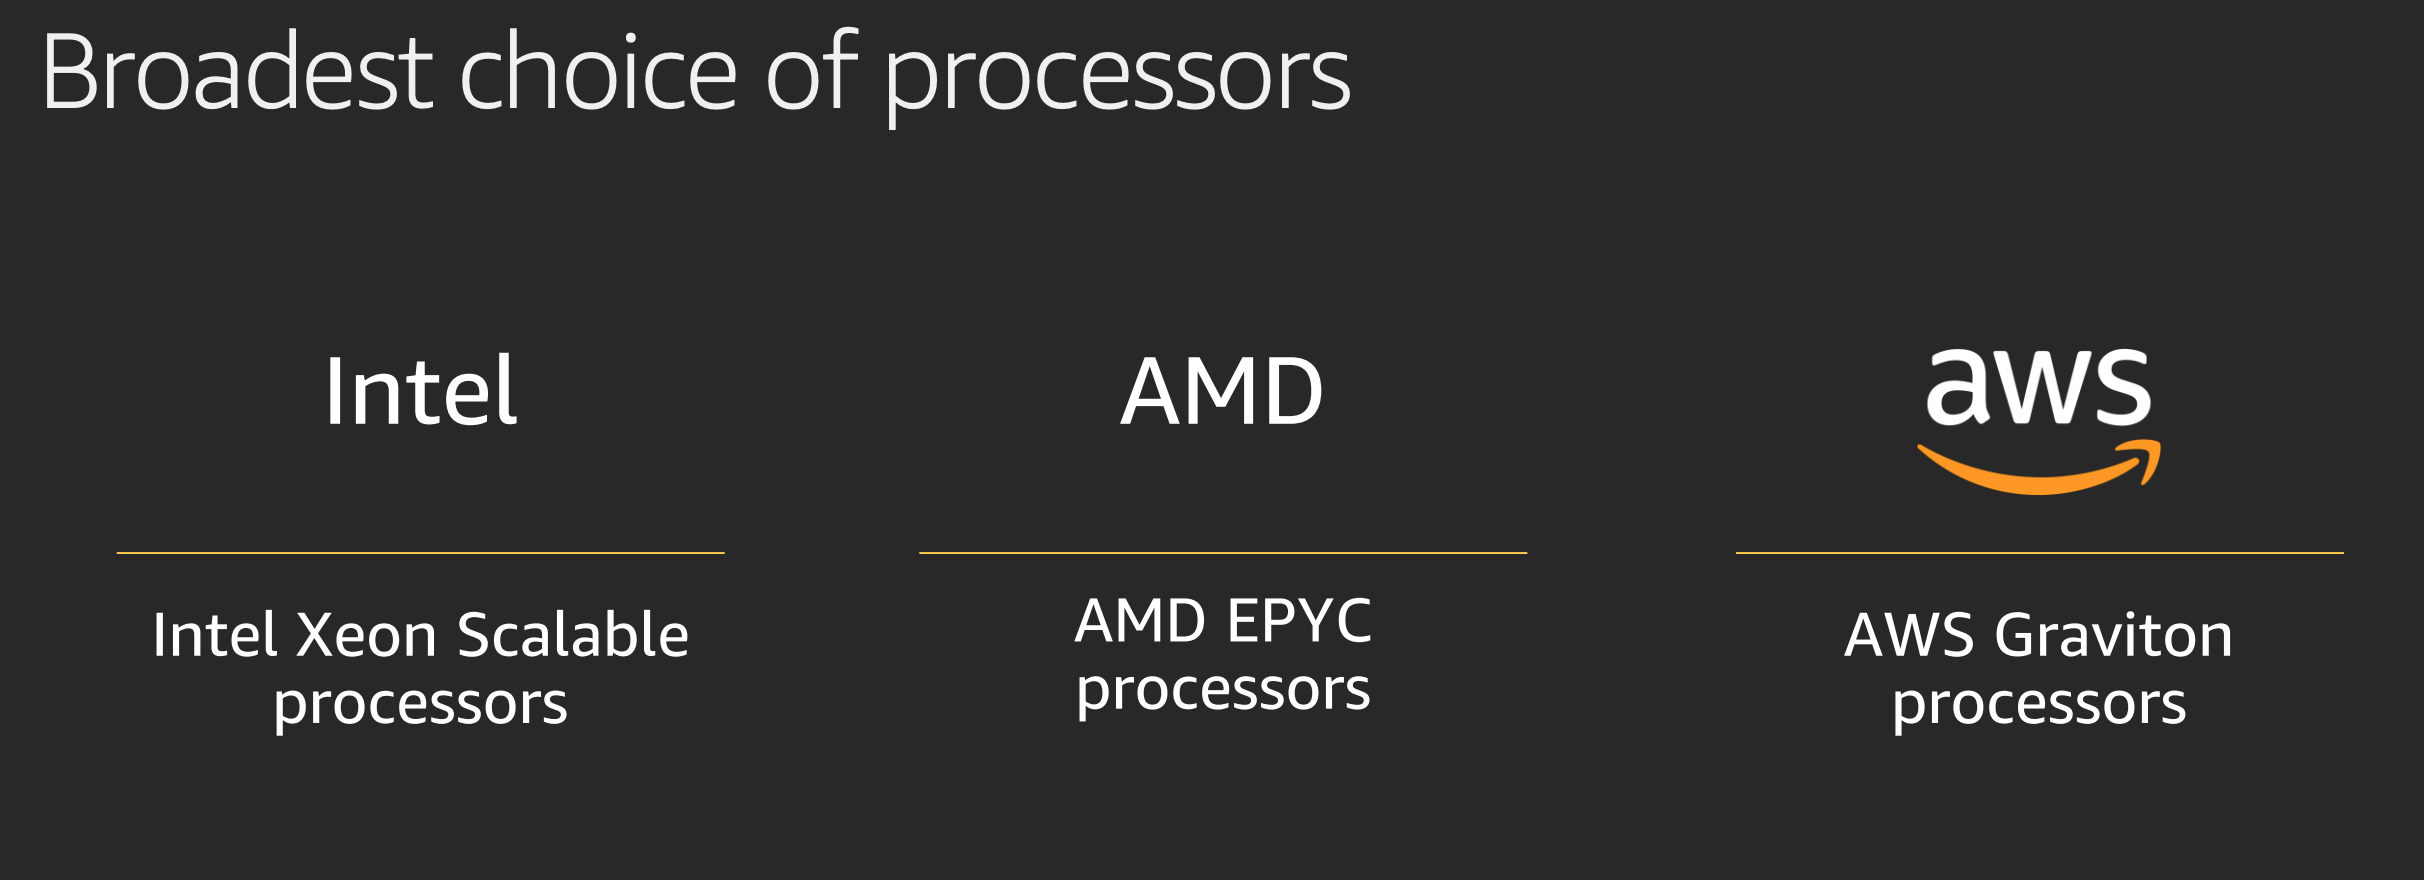 Broadest choice of processors
Intel
AMD
aws
Intel Xeon Scalable
processors
AMD EPYC
processors
AWS Graviton
processors